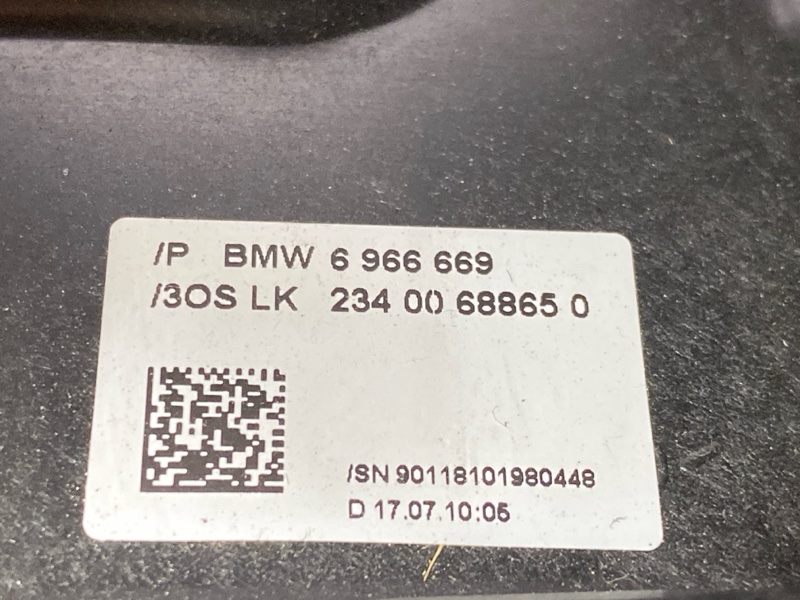 /P BMW 6 966 669
/3OS LK 234 00 68865 0
/SN 90118101980448
D 17.07.10:05